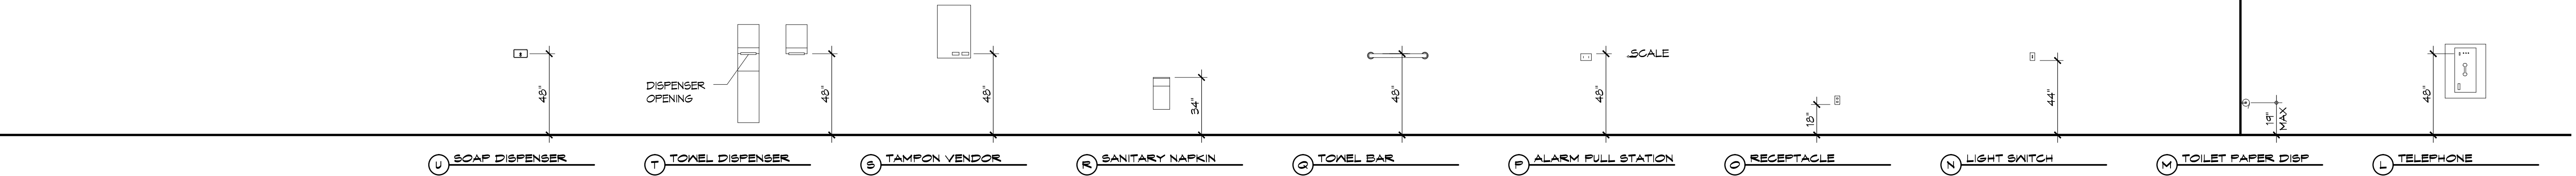 SCALE
DISPENSER
OPENING
48"
48"
48"
34"
48"
48"
18"
44"
19"
MAX
48"
U SOAP DISPENSER
T TOWEL DISPENSER
S TAMPON VENDOR
R SANITARY NAPKIN
Q TOWEL BAR
P ALARM PULL STATION
O RECEPTACLE
N LIGHT SWITCH
M TOILET PAPER DISP
L TELEPHONE